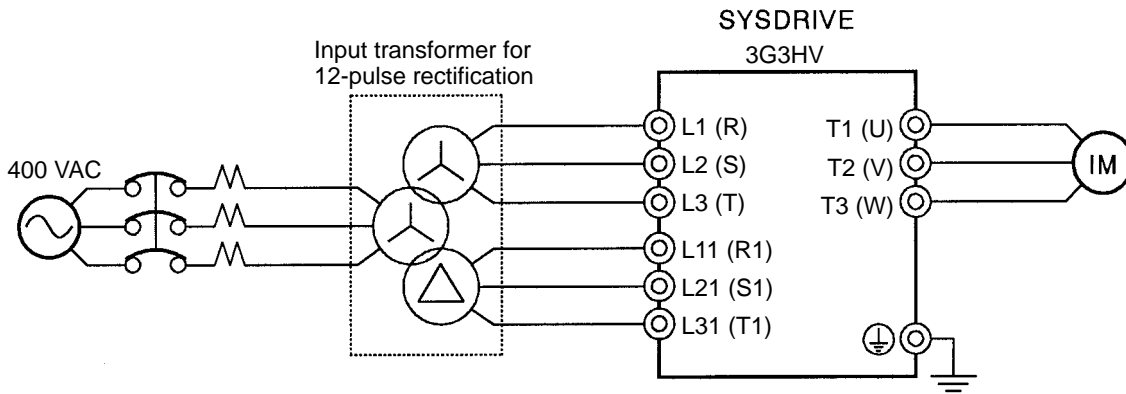 SYSDRIVE
3G3HV
Input transformer for
12-pulse rectification
400 VAC
L1 (R)
L2 (S)
L3 (T)
L11 (R1)
L21 (S1)
L31 (T1)
T1 (U)
T2 (V)
T3 (W)
IM